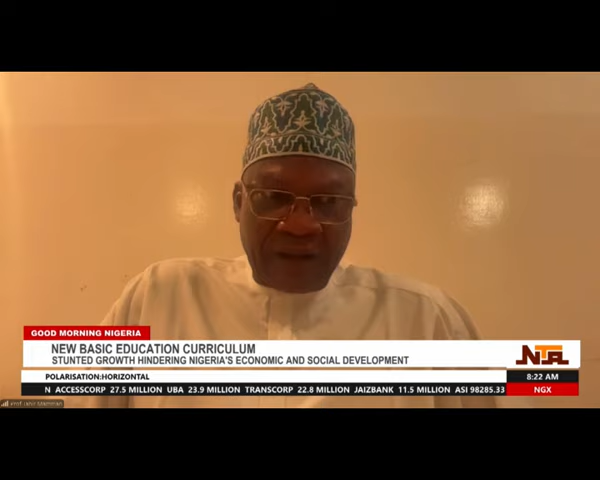 GOOD MORNING NIGERIA
NEW BASIC EDUCATION CURRICULUM
STUNTED GROWTH HINDERING NIGERIA'S ECONOMIC AND SOCIAL DEVELOPMENT
NTA
POLARISATION:HORIZONTAL
8:22 AM
N ACCESSCORP 27.5 MILLION UBA 23.9 MILLION TRANSCORP 22.8 MILLION JAIZBANK 11.5 MILLION ASI 98285.33
NGX